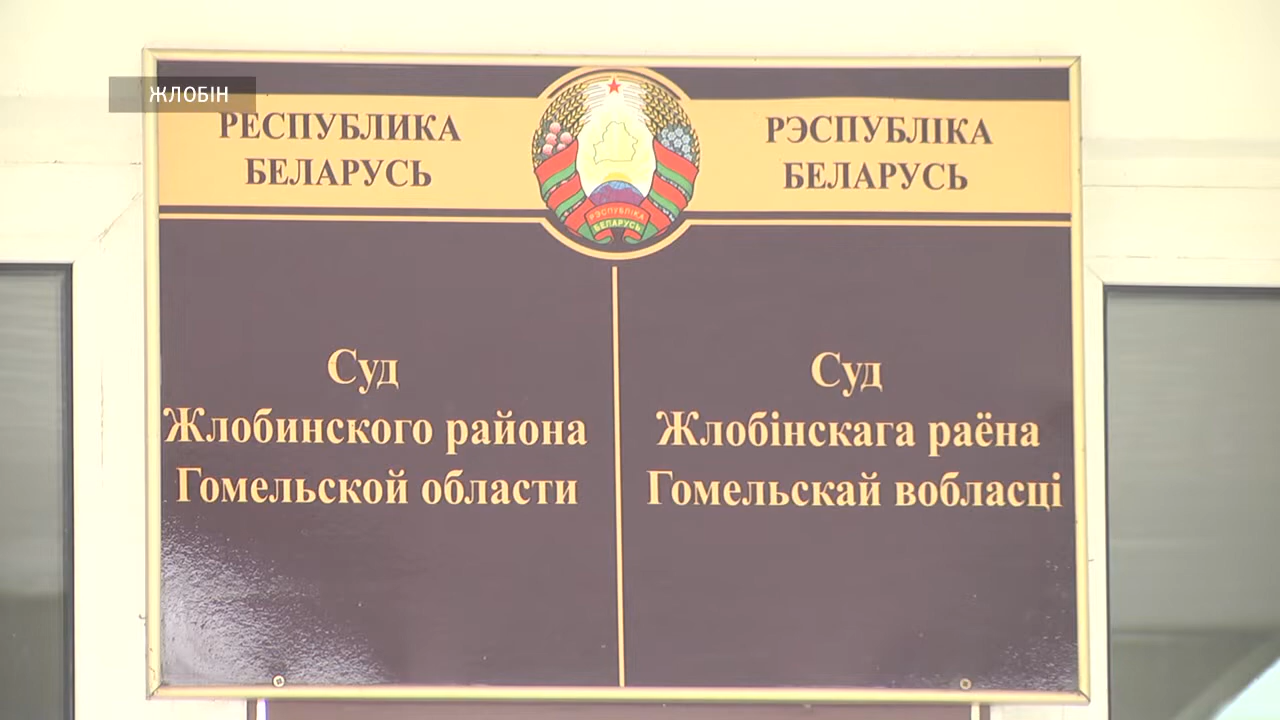 ЖЛОБІН
РЕСПУБЛИКА
БЕЛАРУСЬ
РЭСПУБЛІКА
БЕЛАРУСЬ
РЭСПУБЛІКА
БЕЛАРУСЬ
Суд
Жлобинского района
Гомельской области
Суд
Жлобінскага раёна
Гомельскай вобласці